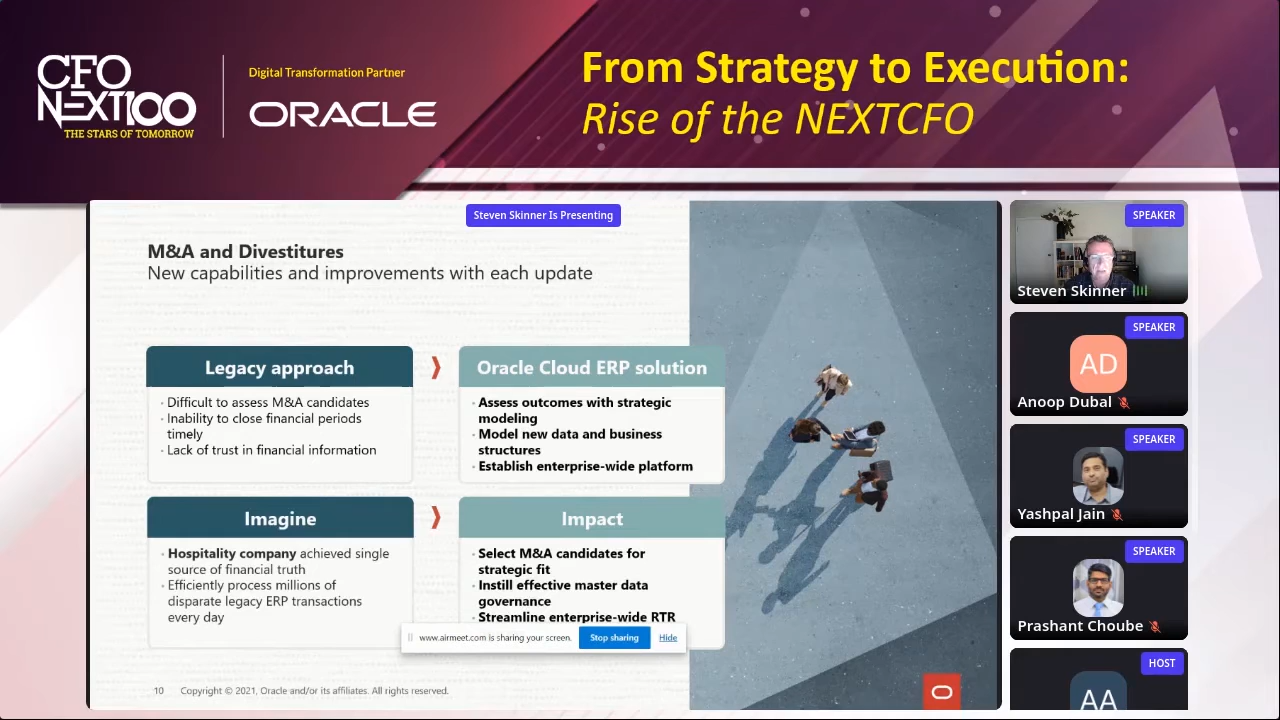 CFO
NEXT100
THE STARS OF TOMORROW
Digital Transformation Partner
ORACLE
From Strategy to Execution:
Rise of the NEXTCFO
Steven Skinner Is Presenting
M&A and Divestitures
New capabilities and improvements with each update
Legacy approach
Difficult to assess M&A candidates
Inability to close financial periods
timely
Lack of trust in financial information
Oracle Cloud ERP solution
Assess outcomes with strategic
modeling
Model new data and business
structures
Establish enterprise-wide platform
Imagine
Hospitality company achieved single
source of financial truth
Efficiently process millions of
disparate legacy ERP transactions
every day
Impact
Select M&A candidates for
strategic fit
Instill effective master data
governance
Streamline enterprise-wide RTR
www.airmeet.com is sharing your screen.
Stop sharing
Hide
10 Copyright © 2021, Oracle and/or its affiliates. All rights reserved.
SPEAKER
Steven Skinner
SPEAKER
AD
Anoop Dubal
SPEAKER
Yashpal Jain
SPEAKER
Prashant Choube
HOST
AA